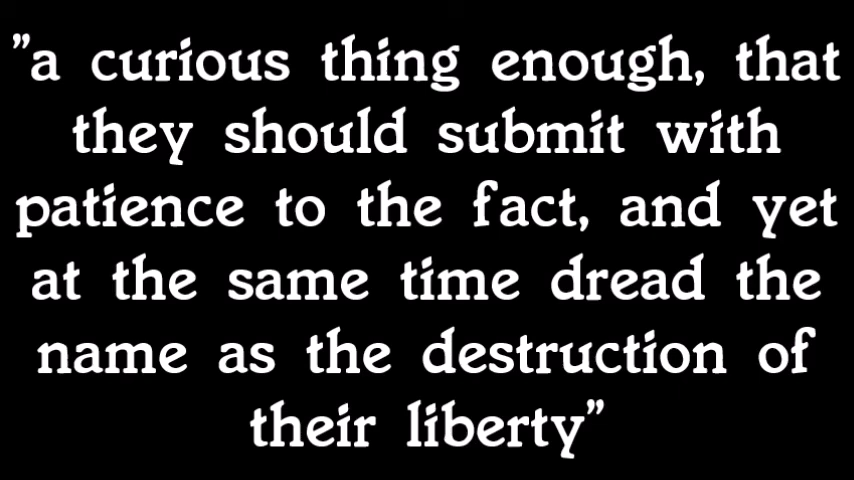 "a curious thing enough, that
they should submit with
patience to the fact, and yet
at the same time dread the
name as the destruction of
their liberty"